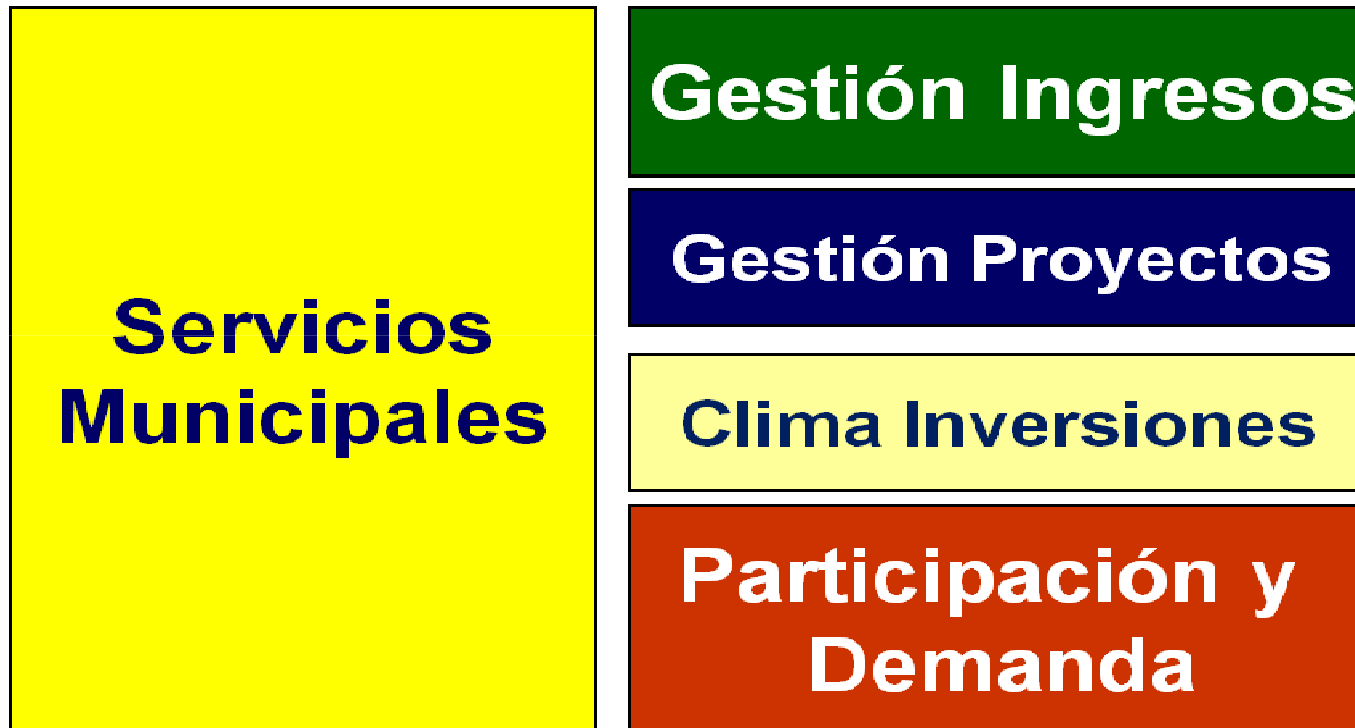 Servicios
Municipales
Gestión Ingresos
Gestión Proyectos
Clima Inversiones
Participación y
Demanda